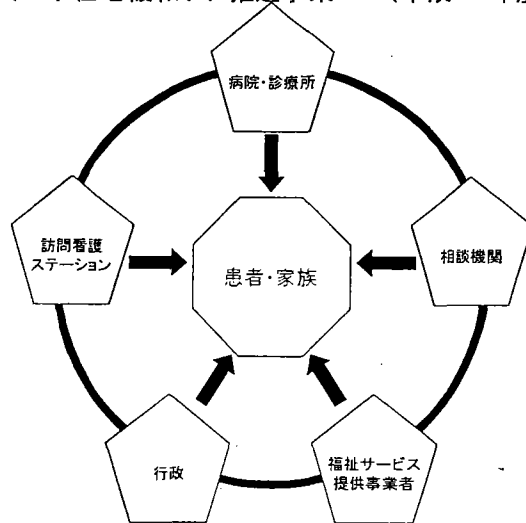 病院・診療所
訪問看護
ステーション
相談機関
患者・家族
行政
福祉サービス
提供事業者